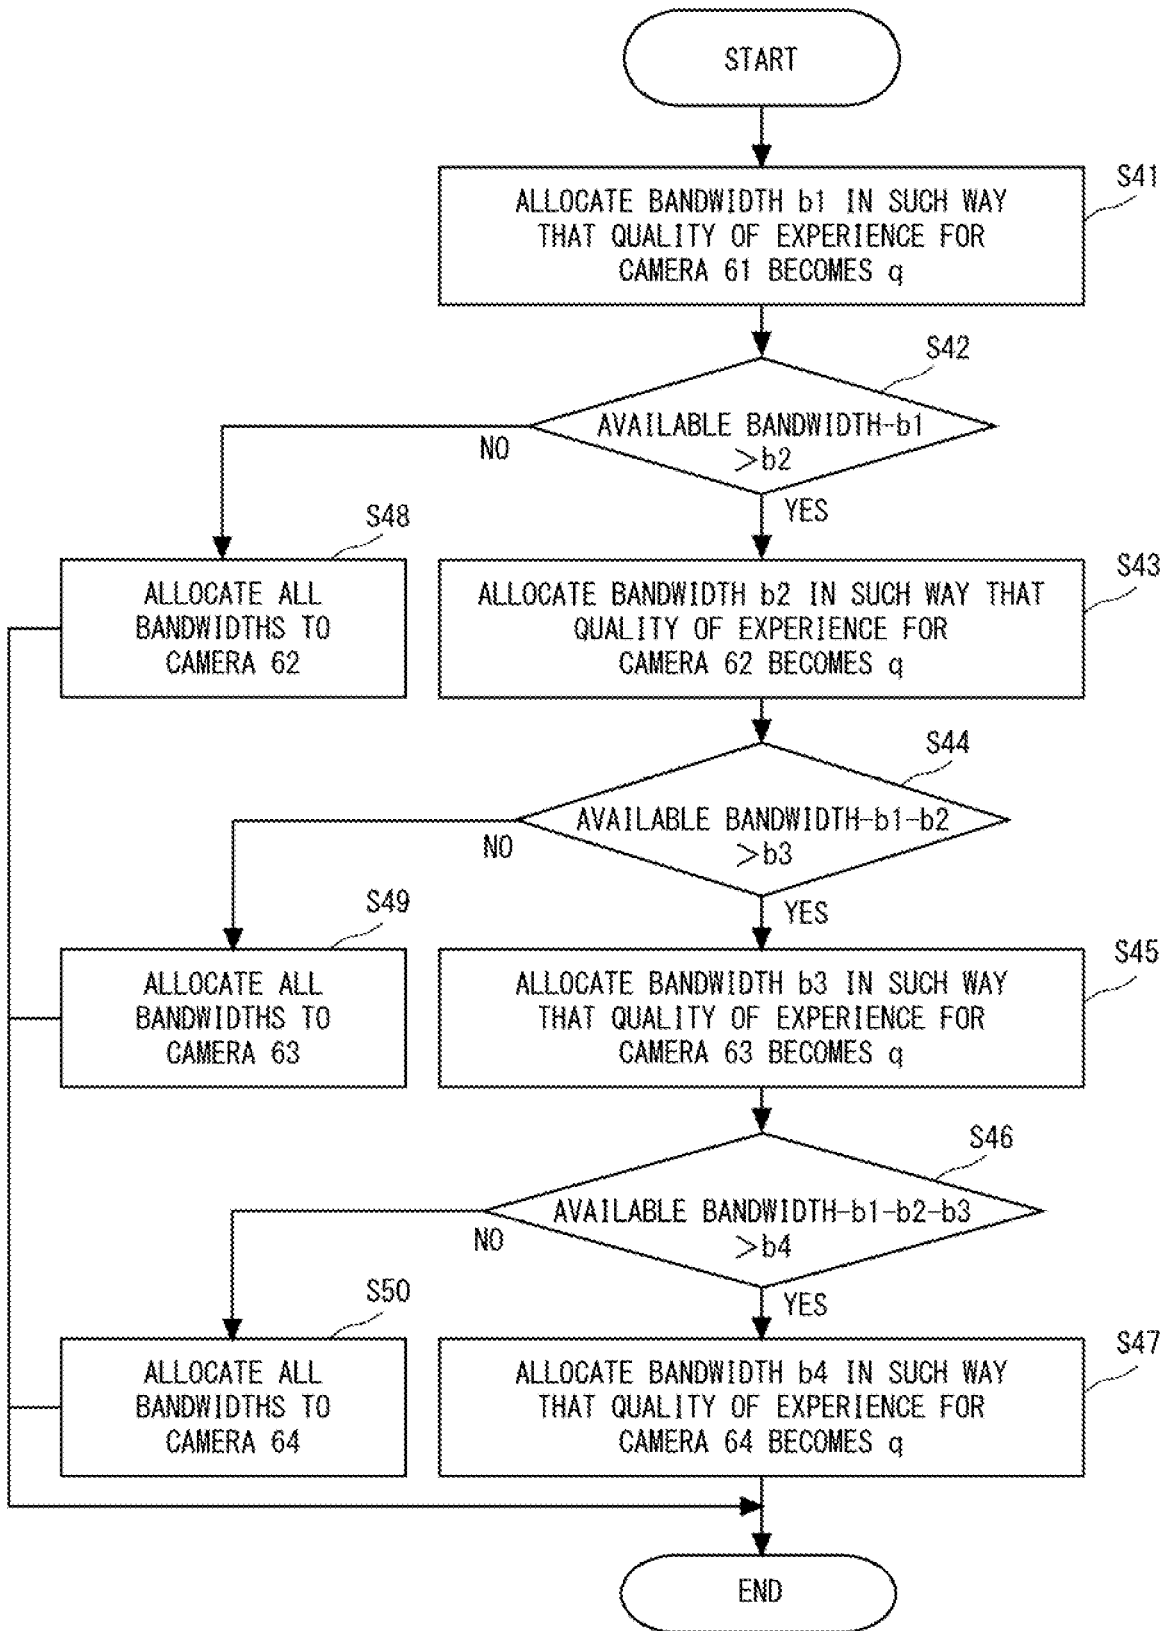 START
S41
ALLOCATE BANDWIDTH b1 IN SUCH WAY
THAT QUALITY OF EXPERIENCE FOR
CAMERA 61 BECOMES q
S42
AVAILABLE BANDWIDTH-b1
>b2
NO
YES
S48
ALLOCATE ALL
BANDWIDTHS TO
CAMERA 62
S43
ALLOCATE BANDWIDTH b2 IN SUCH WAY THAT
QUALITY OF EXPERIENCE FOR
CAMERA 62 BECOMES q
S44
AVAILABLE BANDWIDTH-b1-b2
>b3
NO
YES
S49
ALLOCATE ALL
BANDWIDTHS TO
CAMERA 63
S45
ALLOCATE BANDWIDTH b3 IN SUCH WAY
THAT QUALITY OF EXPERIENCE FOR
CAMERA 63 BECOMES q
S46
AVAILABLE BANDWIDTH-b1-b2-b3
>b4
NO
YES
S50
ALLOCATE ALL
BANDWIDTHS TO
CAMERA 64
S47
ALLOCATE BANDWIDTH b4 IN SUCH WAY
THAT QUALITY OF EXPERIENCE FOR
CAMERA 64 BECOMES q
END